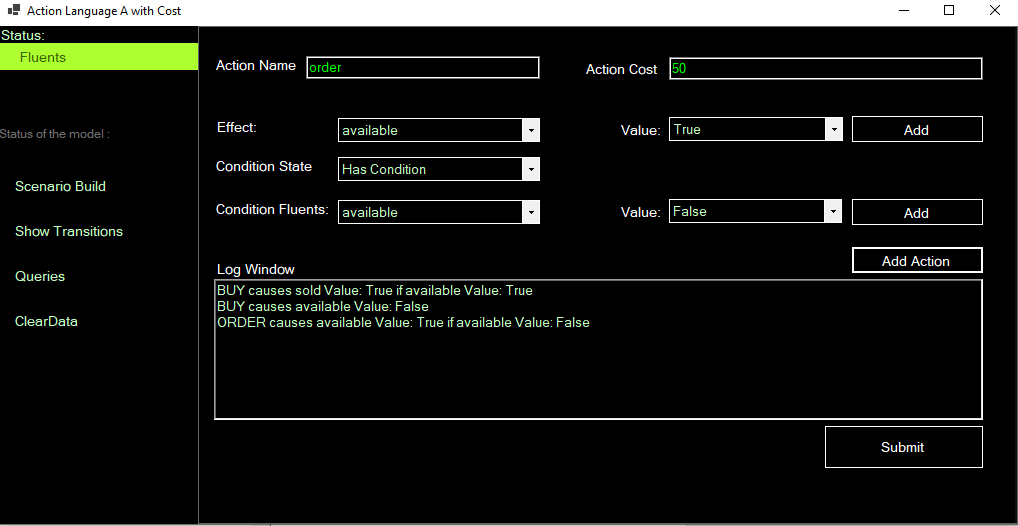 Action Language A with Cost
Status:
Fluents
Status of the model :
Scenario Build
Show Transitions
Queries
ClearData
Action Name order Action Cost 50
Effect: available Value: True Add
Condition State Has Condition
Condition Fluents: available Value: False Add
Add Action
Log Window
BUY causes sold Value: True if available Value: True
BUY causes available Value: False
ORDER causes available Value: True if available Value: False
Submit